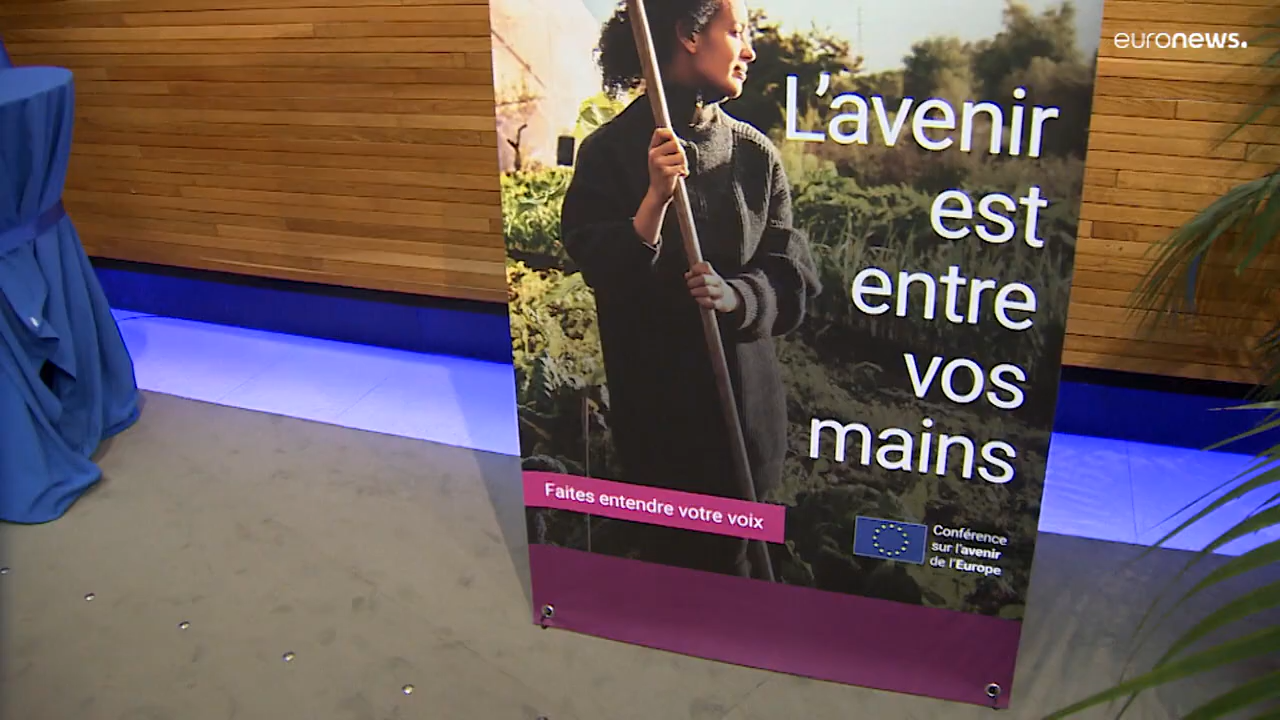 euronews.
L'avenir
est
entre
vos
mains
Faites entendre votre voix
Conférence
sur l'avenir
de l'Europe